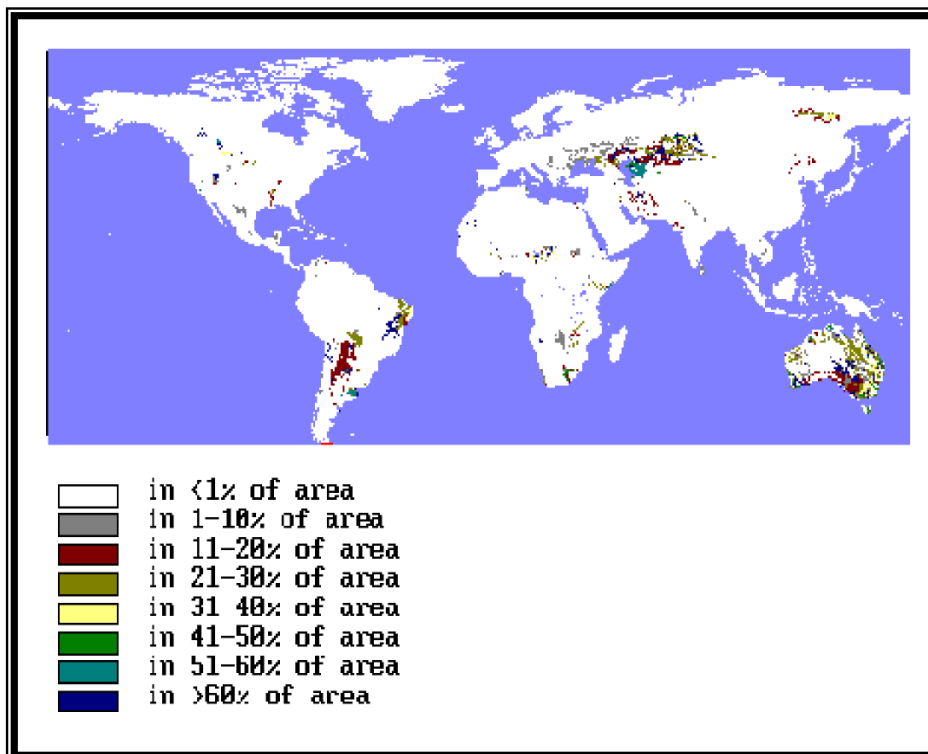 in <1% of area
in 1-10% of area
in 11-20% of area
in 21-30% of area
in 31 40% of area
in 41-50% of area
in 51-60% of area
in >60% of area